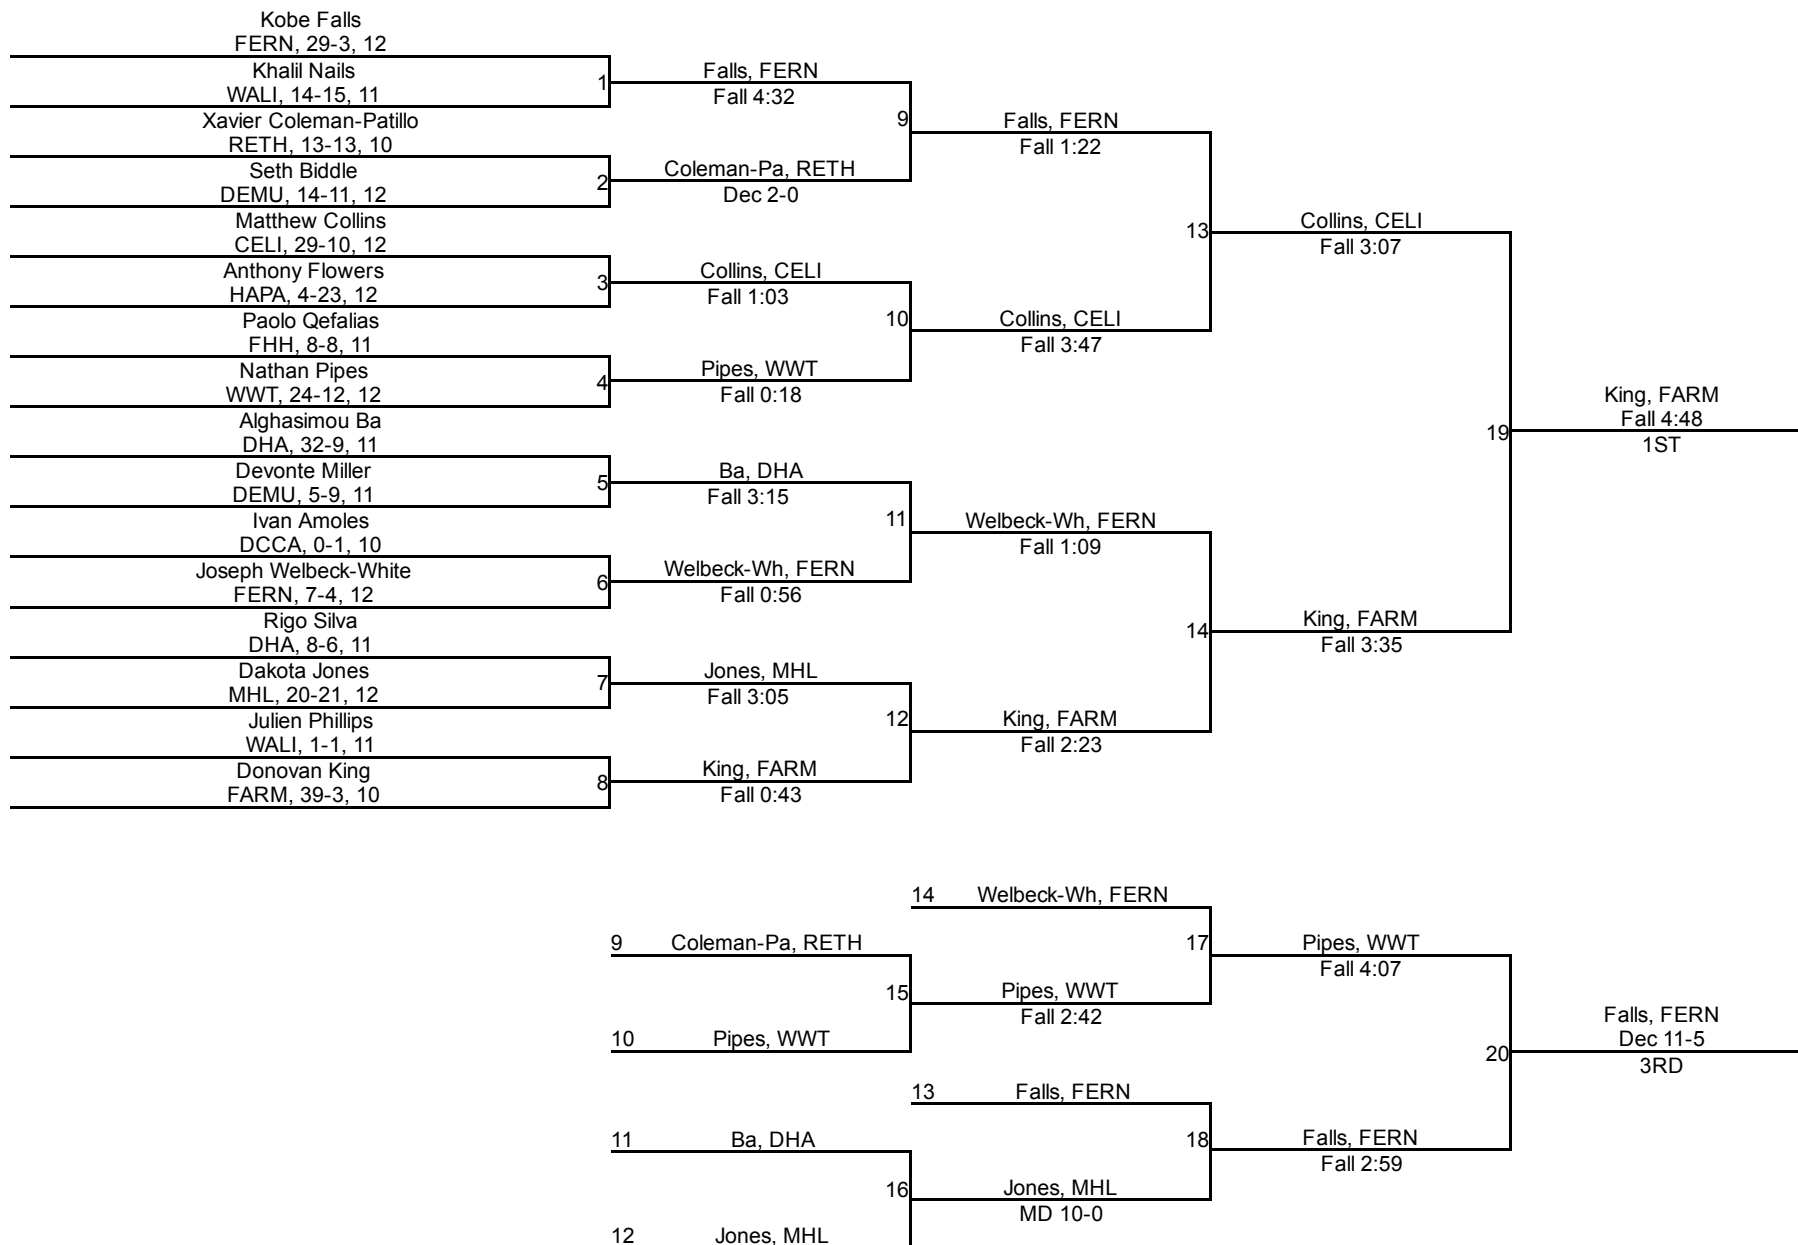 Kobe Falls
FERN, 29-3, 12
Khalil Nails
WALI, 14-15, 11
Xavier Coleman-Patillo
RETH, 13-13, 10
Seth Biddle
DEMU, 14-11, 12
Matthew Collins
CELI, 29-10, 12
Anthony Flowers
HAPA, 4-23, 12
Paolo Qefalias
FHH, 8-8, 11
Nathan Pipes
WWT, 24-12, 12
Alghasimou Ba
DHA, 32-9, 11
Devonte Miller
DEMU, 5-9, 11
Ivan Amoles
DCCA, 0-1, 10
Joseph Welbeck-White
FERN, 7-4, 12
Rigo Silva
DHA, 8-6, 11
Dakota Jones
MHL, 20-21, 12
Julien Phillips
WALI, 1-1, 11
Donovan King
FARM, 39-3, 10
1
Falls, FERN
Fall 4:32
2
Coleman-Pa, RETH
Dec 2-0
3
Collins, CELI
Fall 1:03
4
Pipes, WWT
Fall 0:18
5
Ba, DHA
Fall 3:15
6
Welbeck-Wh, FERN
Fall 0:56
7
Jones, MHL
Fall 3:05
8
King, FARM
Fall 0:43
9
Falls, FERN
Fall 1:22
10
Collins, CELI
Fall 3:47
11
Welbeck-Wh, FERN
Fall 1:09
12
King, FARM
Fall 2:23
13
Collins, CELI
Fall 3:07
14
King, FARM
Fall 3:35
19
King, FARM
Fall 4:48
1ST
14 Welbeck-Wh, FERN
9 Coleman-Pa, RETH
10 Pipes, WWT
15
Pipes, WWT
Fall 2:42
17
Pipes, WWT
Fall 4:07
13 Falls, FERN
11 Ba, DHA
12 Jones, MHL
16
Jones, MHL
MD 10-0
18
Falls, FERN
Fall 2:59
20
Falls, FERN
Dec 11-5
3RD